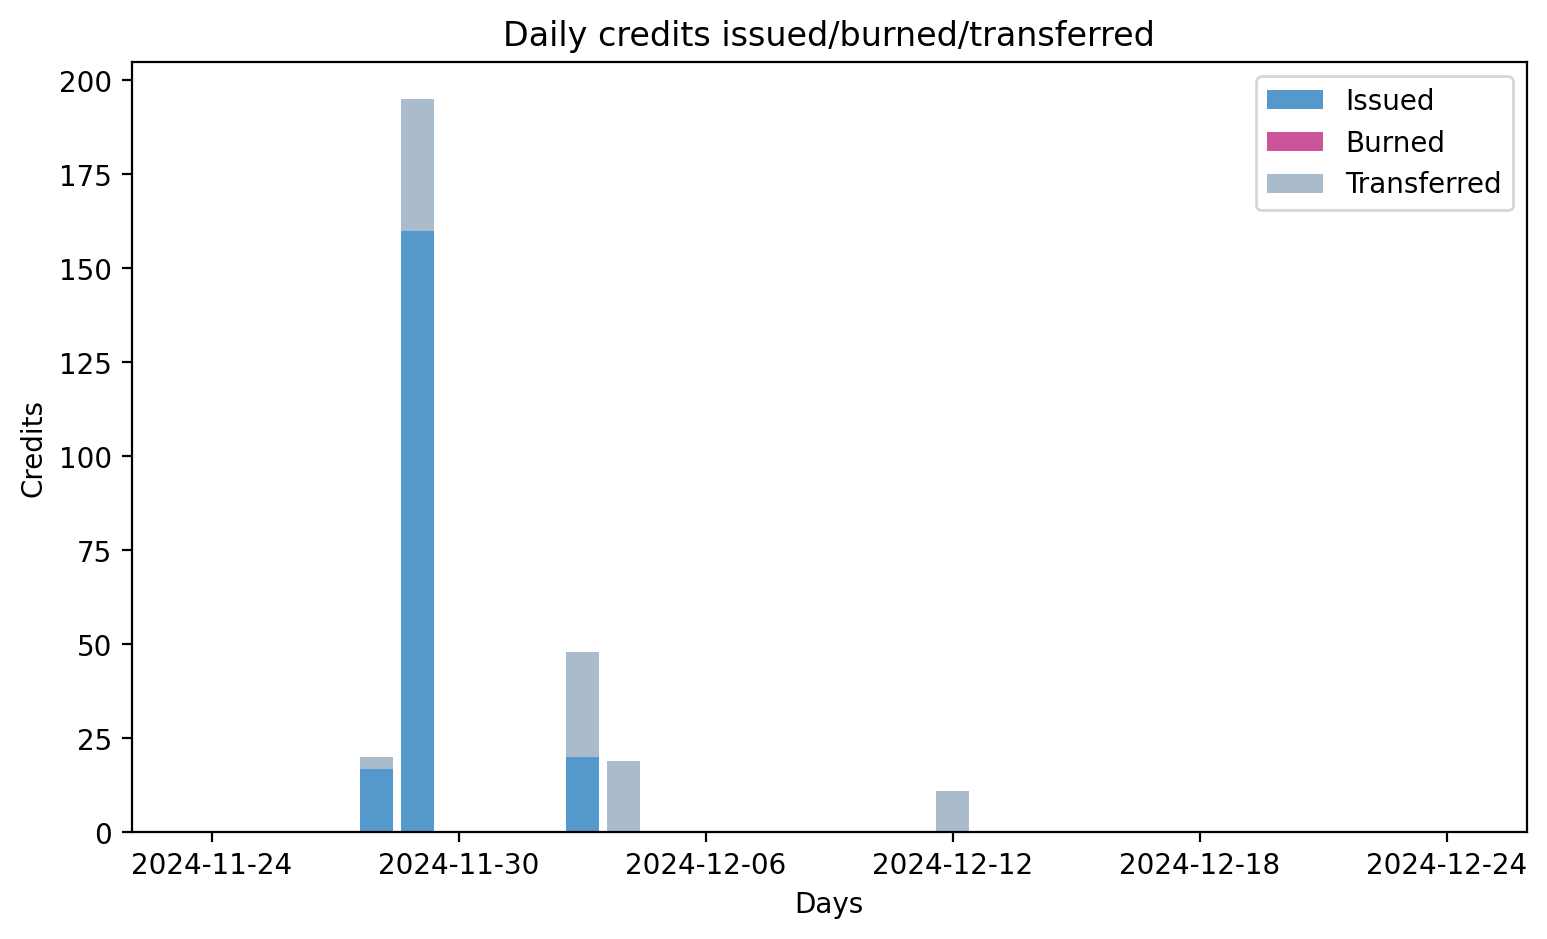 Daily credits issued/burned/transferred
Issued
Burned
Transferred
200
175
150
125
100
75
50
25
0
Credits
2024-11-24 2024-11-30 2024-12-06 2024-12-12 2024-12-18 2024-12-24
Days